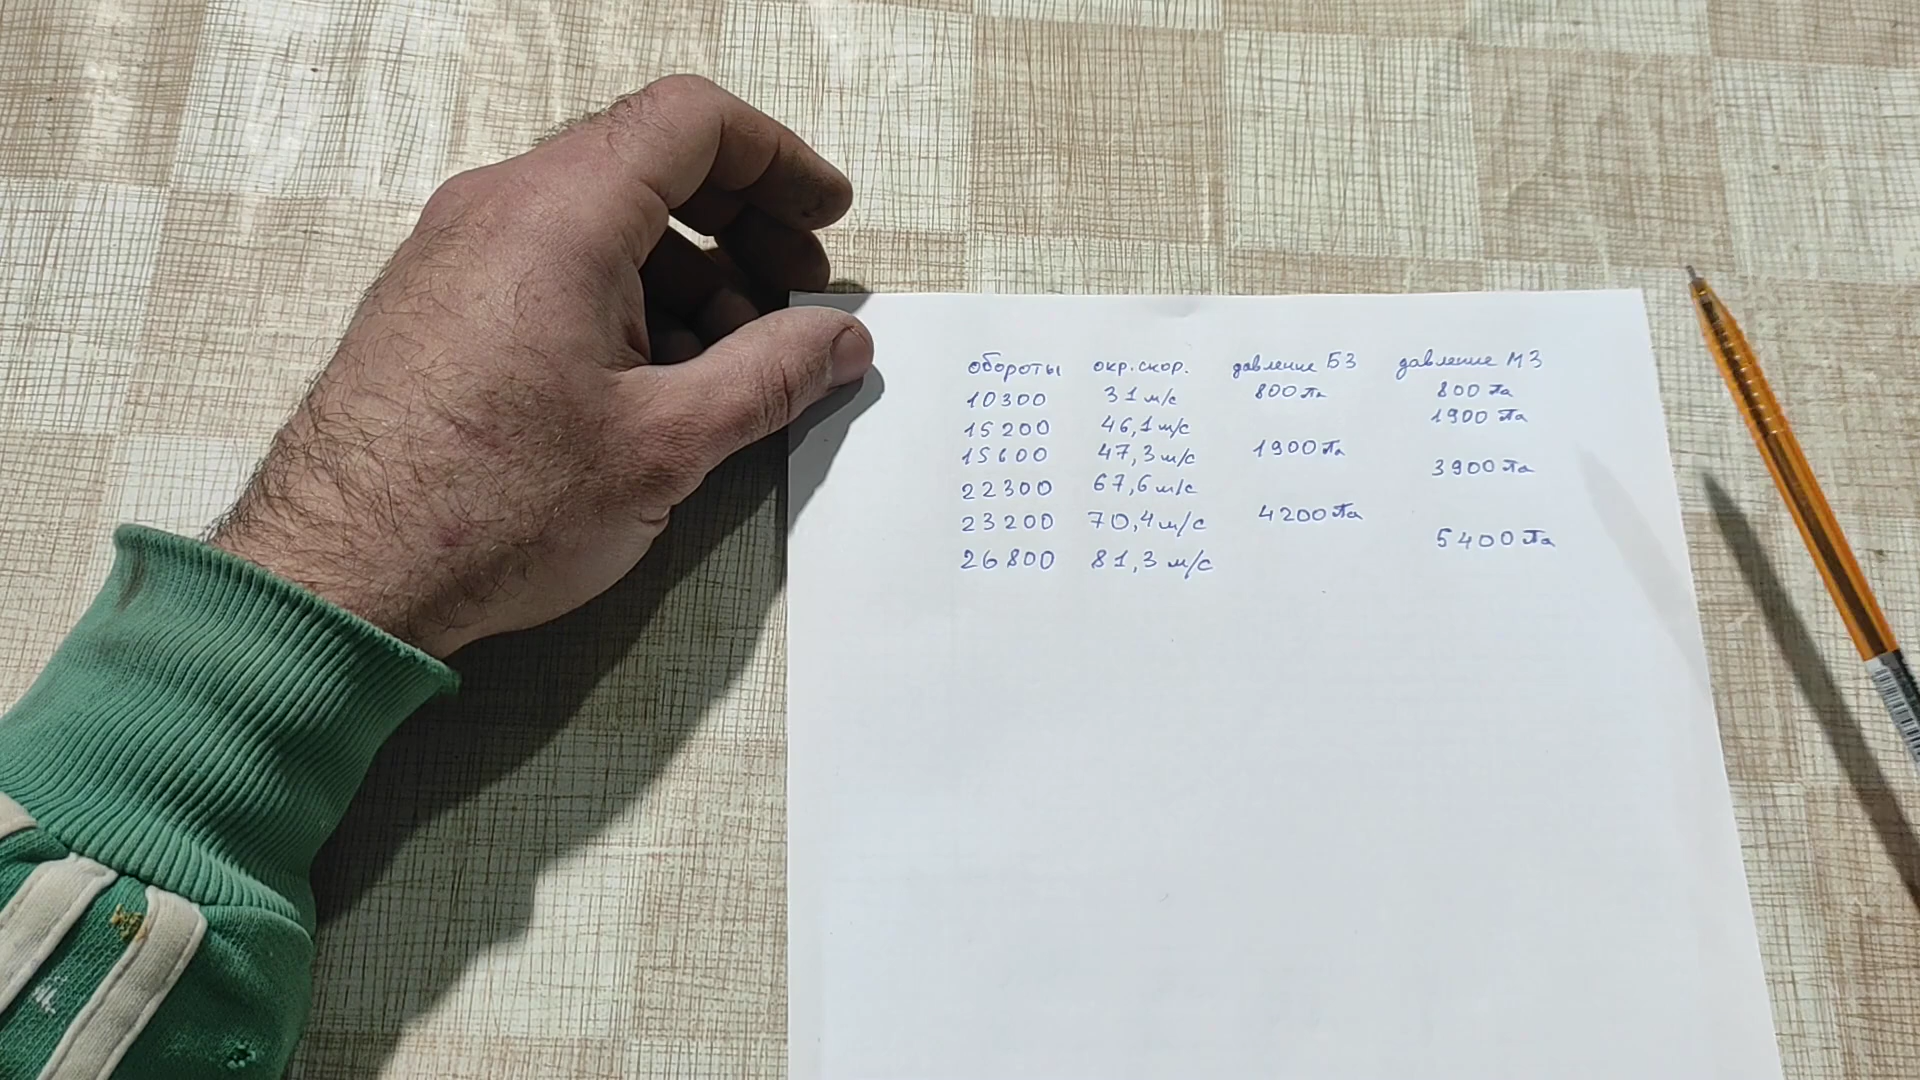 обороты окр.скор. давление БЗ давление МЗ
10300 31 м/с 800 Па 800 Па
15200 46,1 м/с 1900 Па
15600 47,3 м/с 1900 Па
22300 67,6 м/с 3900 Па
23200 70,4 м/с 4200 Па
26800 81,3 м/с 5400 Па